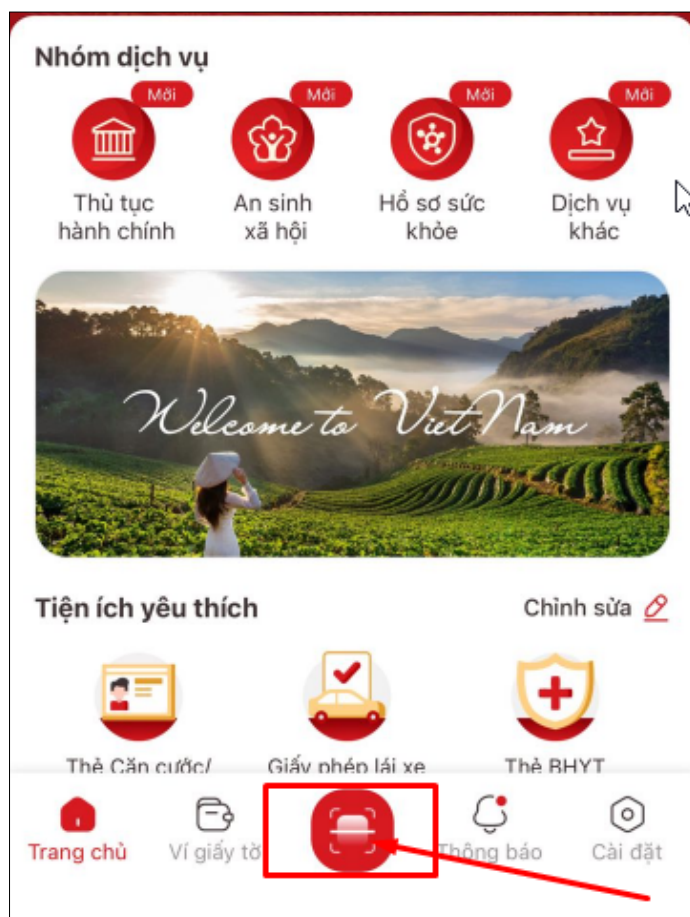 Nhóm dịch vụ
Mới
Mới
Mới
Mới
Thủ tục
hành chính
An sinh
xã hội
Hồ sơ sức
khỏe
Dịch vụ
khác
Welcome to Viet Nam
Tiện ích yêu thích
Chỉnh sửa
Thẻ Căn cước/
Giấy phép lái xe
Thẻ BHYT
Trang chủ
Ví giấy tờ
Thông báo
Cài đặt